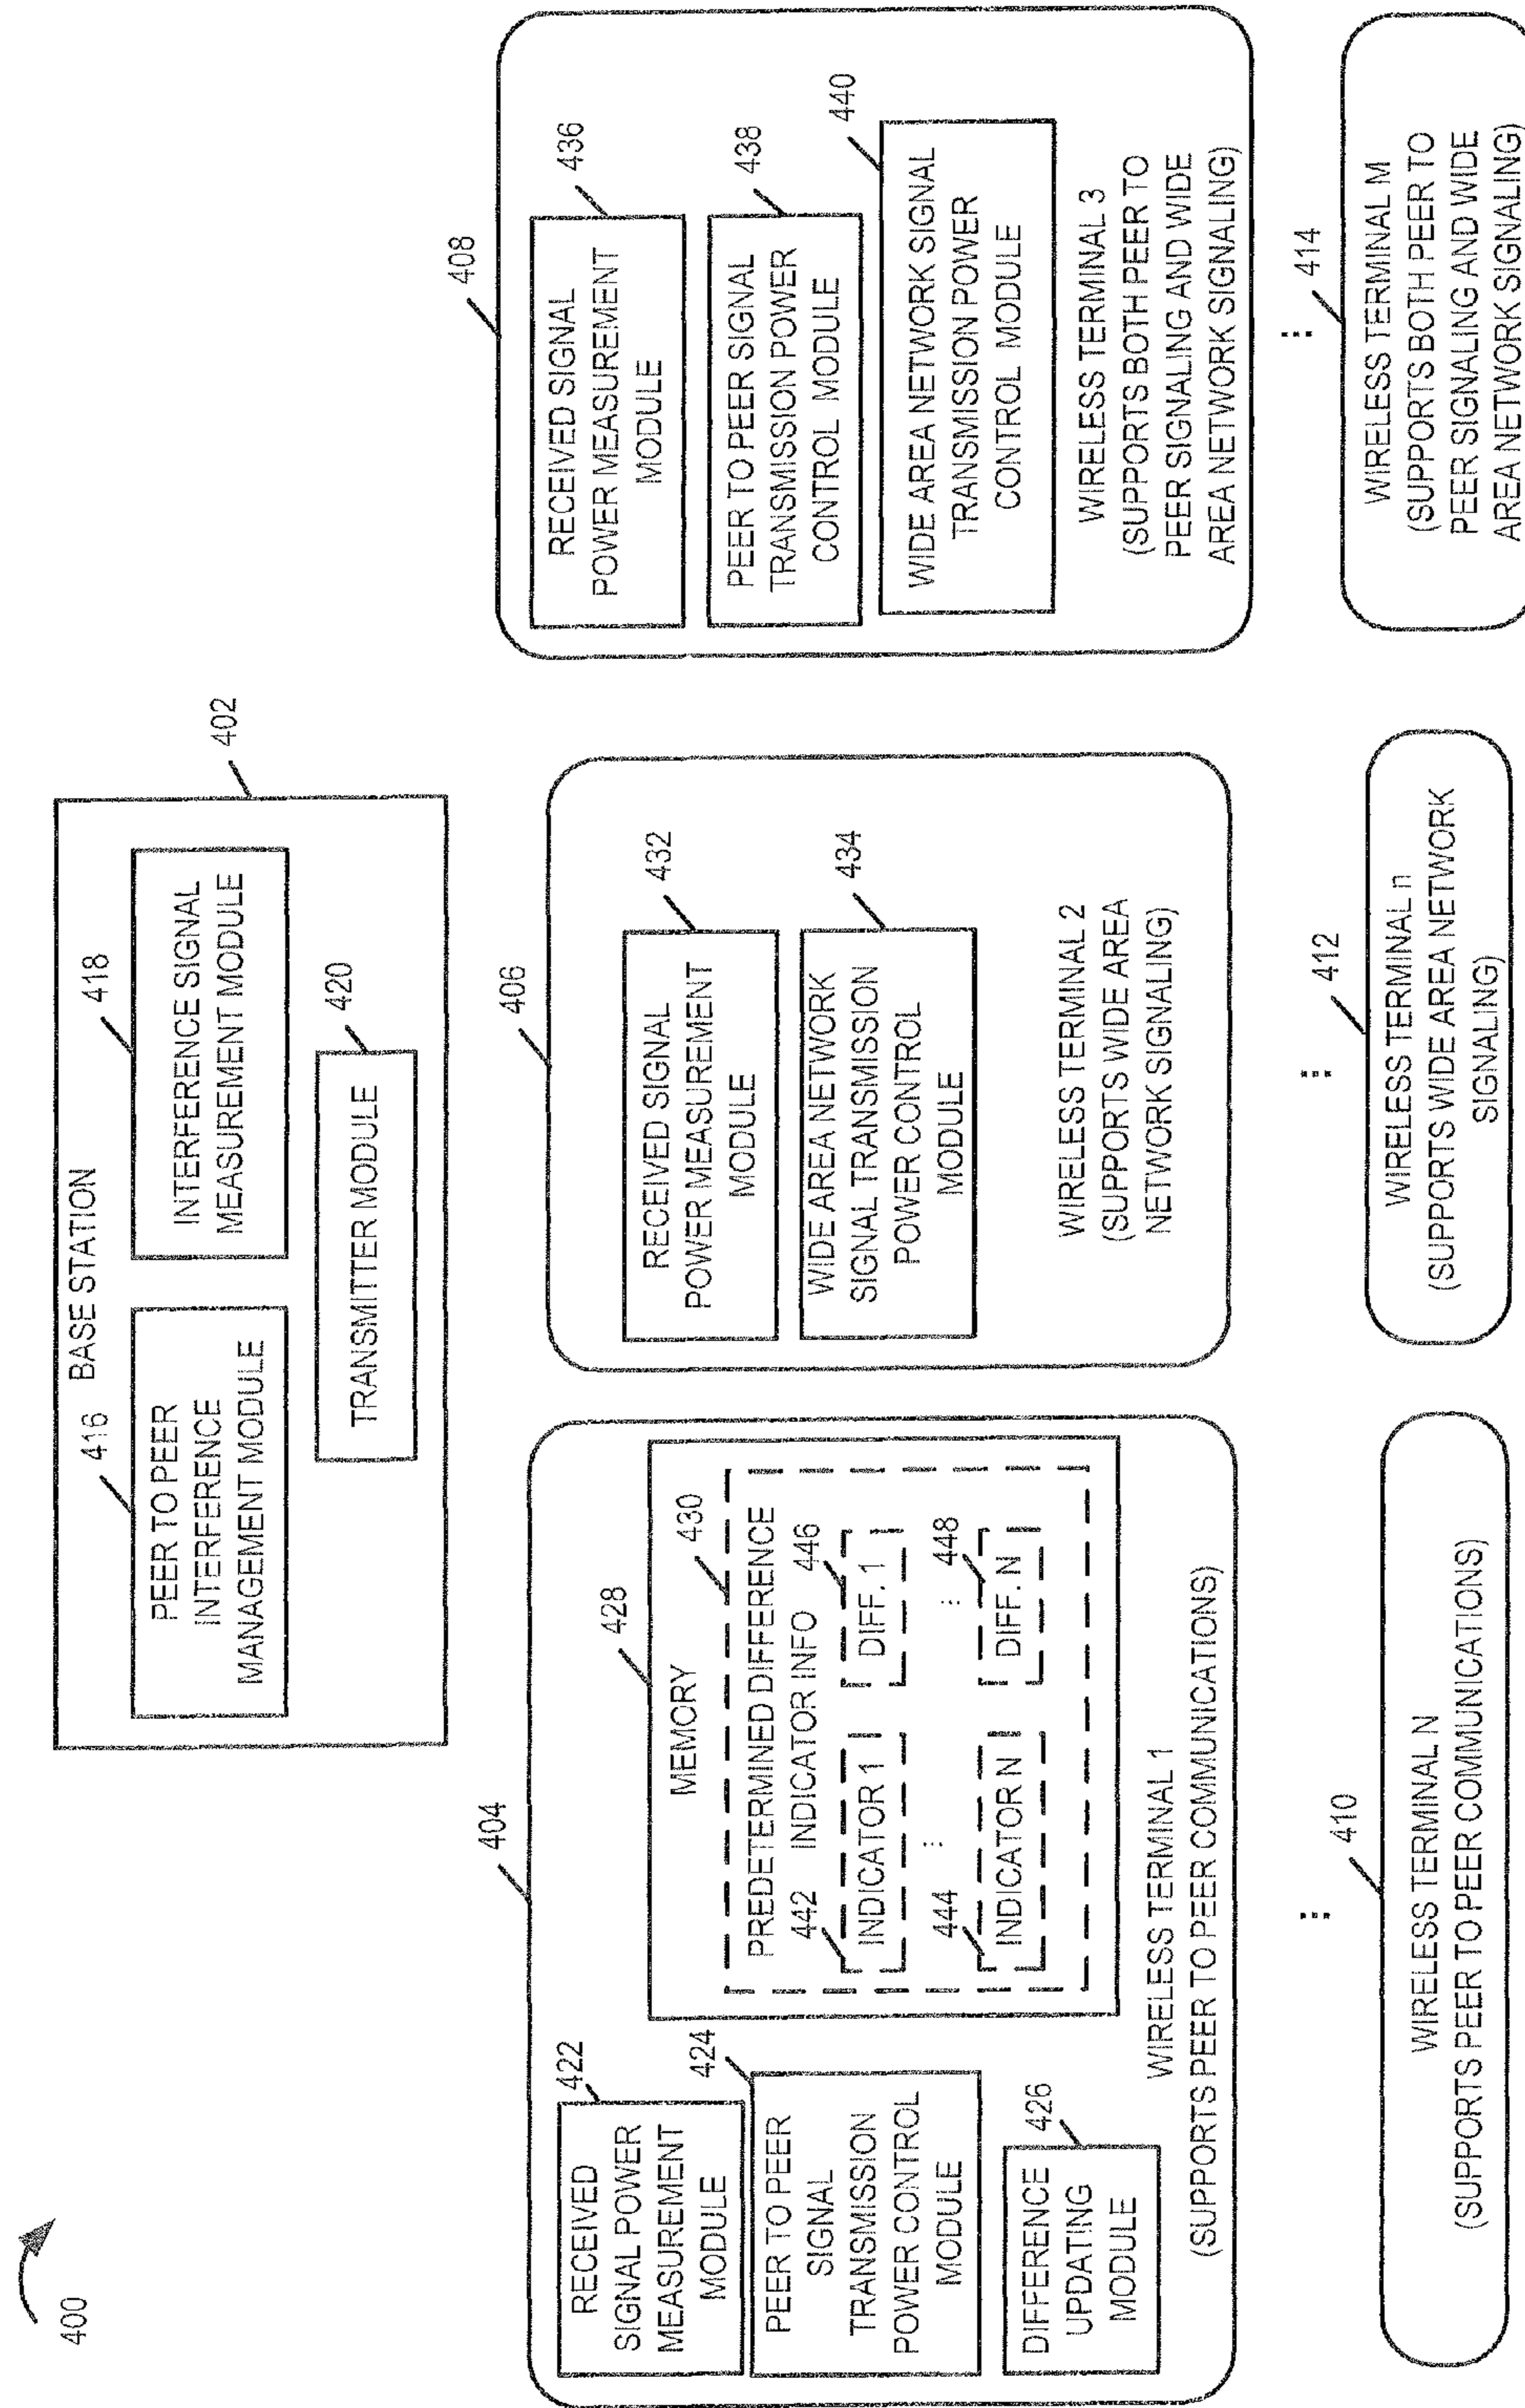 400
BASE STATION
402
416
PEER TO PEER
INTERFERENCE
MANAGEMENT MODULE
418
INTERFERENCE SIGNAL
MEASUREMENT MODULE
420
TRANSMITTER MODULE
404
422
RECEIVED
SIGNAL POWER
MEASUREMENT
MODULE
424
PEER TO PEER
SIGNAL
TRANSMISSION
POWER CONTROL
MODULE
426
DIFFERENCE
UPDATING
MODULE
428
MEMORY
430
PREDETERMINED DIFFERENCE
INDICATOR INFO
442
INDICATOR 1
446
DIFF. 1
⋮
⋮
444
INDICATOR N
448
DIFF. N
WIRELESS TERMINAL 1
(SUPPORTS PEER TO PEER COMMUNICATIONS)
406
432
RECEIVED SIGNAL
POWER MEASUREMENT
MODULE
434
WIDE AREA NETWORK
SIGNAL TRANSMISSION
POWER CONTROL
MODULE
WIRELESS TERMINAL 2
(SUPPORTS WIDE AREA
NETWORK SIGNALING)
408
436
RECEIVED SIGNAL
POWER MEASUREMENT
MODULE
438
PEER TO PEER SIGNAL
TRANSMISSION POWER
CONTROL MODULE
440
WIDE AREA NETWORK SIGNAL
TRANSMISSION POWER
CONTROL MODULE
WIRELESS TERMINAL 3
(SUPPORTS BOTH PEER TO
PEER SIGNALING AND WIDE
AREA NETWORK SIGNALING)
⋮
410
WIRELESS TERMINAL N
(SUPPORTS PEER TO PEER COMMUNICATIONS)
⋮
412
WIRELESS TERMINAL n
(SUPPORTS WIDE AREA NETWORK
SIGNALING)
⋮
414
WIRELESS TERMINAL M
(SUPPORTS BOTH PEER TO
PEER SIGNALING AND WIDE
AREA NETWORK SIGNALING)